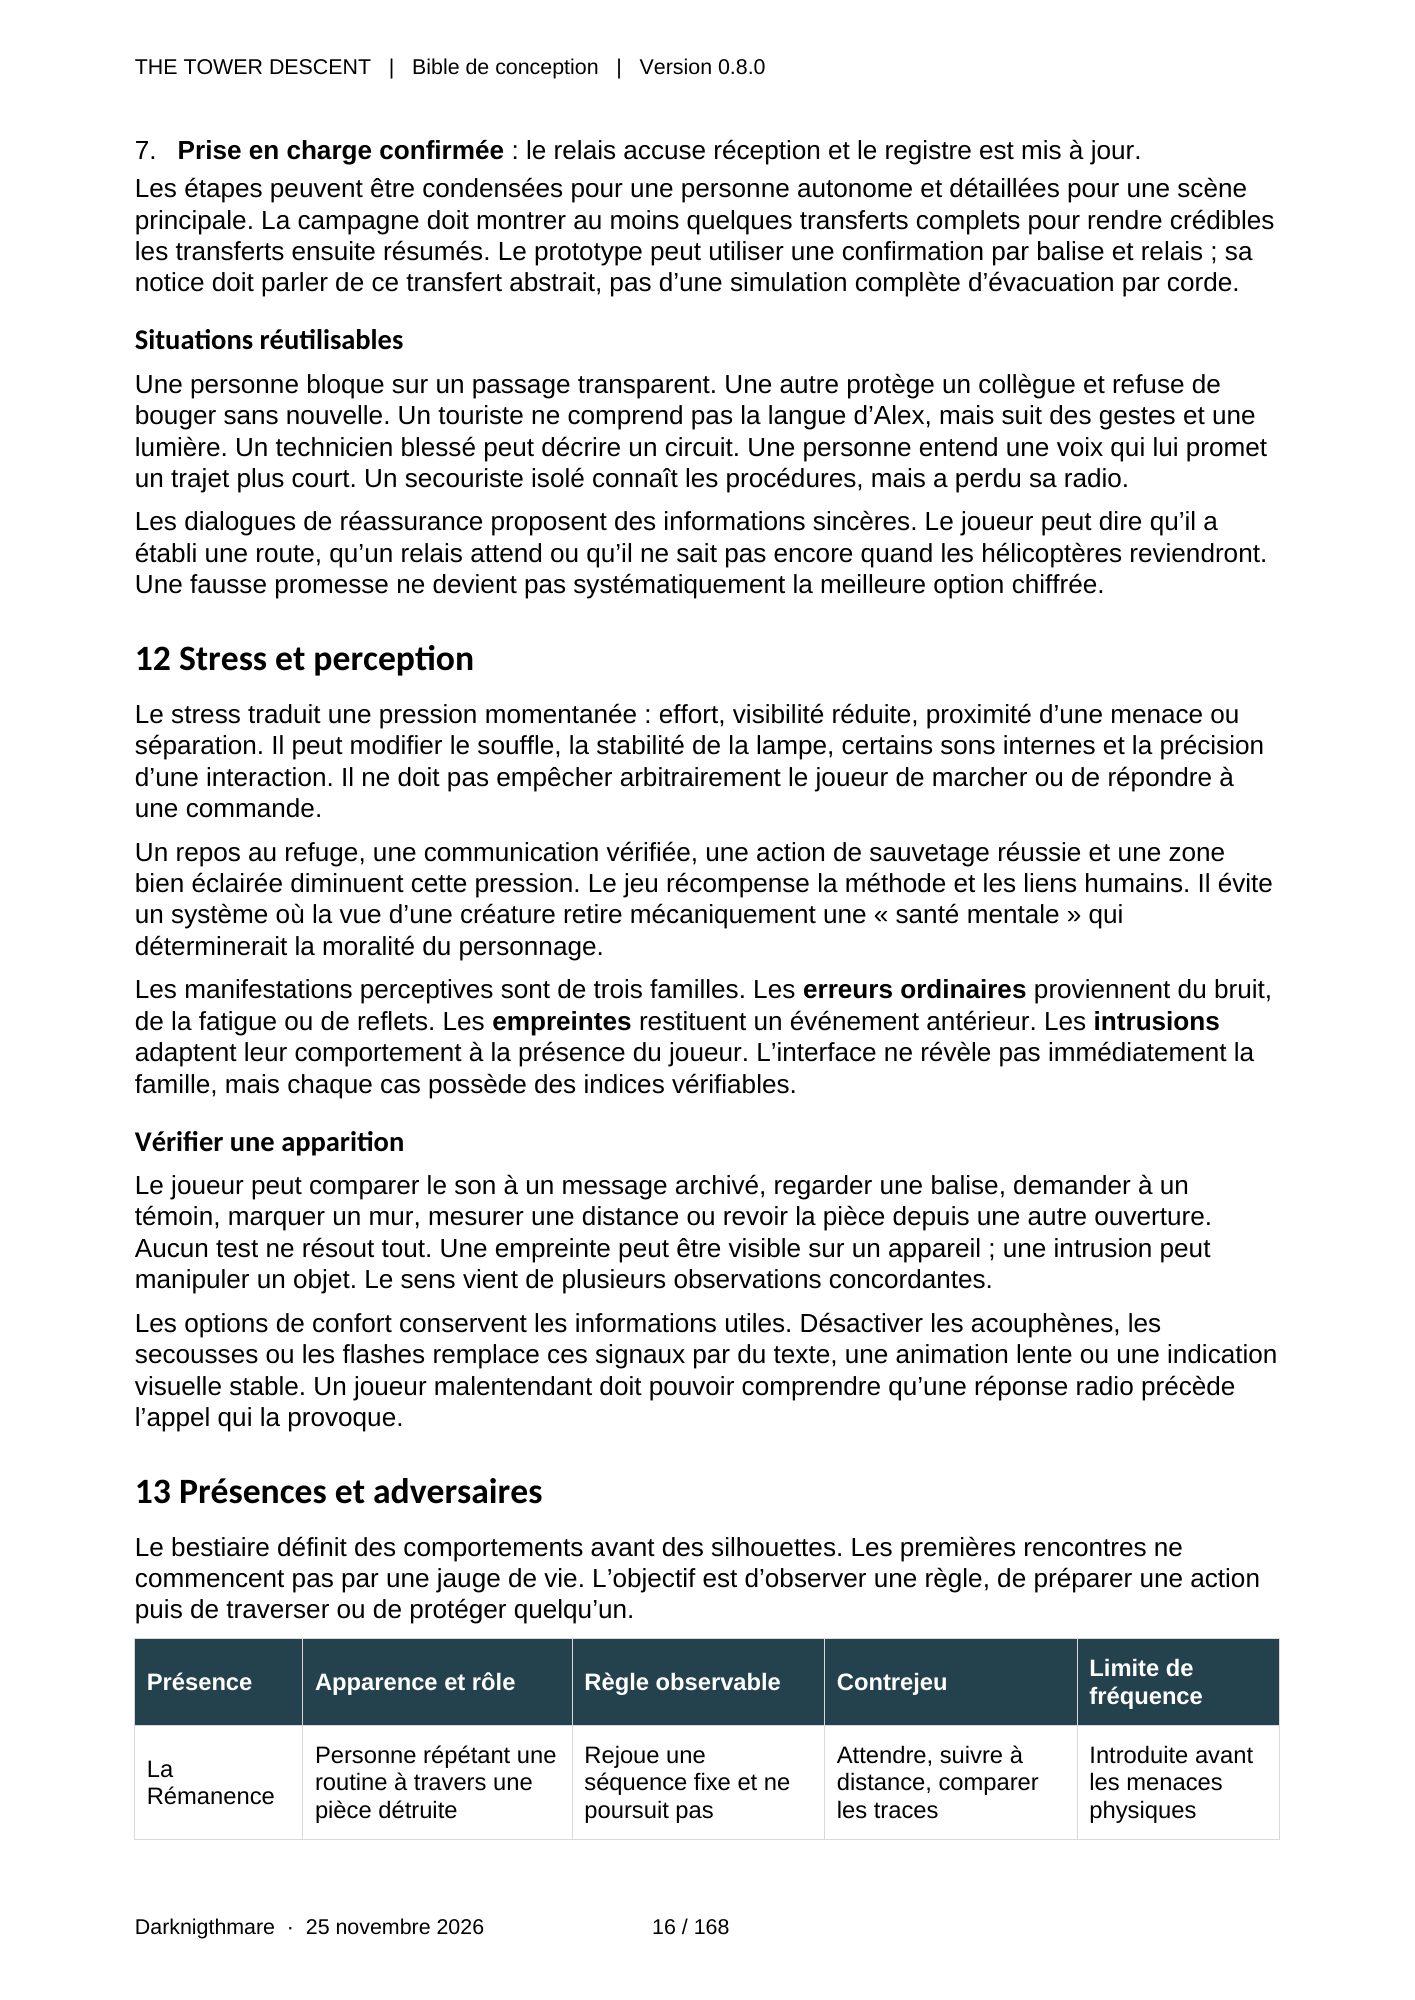 THE TOWER DESCENT | Bible de conception | Version 0.8.0
7. Prise en charge confirmée : le relais accuse réception et le registre est mis à jour.
Les étapes peuvent être condensées pour une personne autonome et détaillées pour une scène
principale. La campagne doit montrer au moins quelques transferts complets pour rendre crédibles
les transferts ensuite résumés. Le prototype peut utiliser une confirmation par balise et relais ; sa
notice doit parler de ce transfert abstrait, pas d’une simulation complète d’évacuation par corde.
Situations réutilisables
Une personne bloque sur un passage transparent. Une autre protège un collègue et refuse de
bouger sans nouvelle. Un touriste ne comprend pas la langue d’Alex, mais suit des gestes et une
lumière. Un technicien blessé peut décrire un circuit. Une personne entend une voix qui lui promet
un trajet plus court. Un secouriste isolé connaît les procédures, mais a perdu sa radio.
Les dialogues de réassurance proposent des informations sincères. Le joueur peut dire qu’il a
établi une route, qu’un relais attend ou qu’il ne sait pas encore quand les hélicoptères reviendront.
Une fausse promesse ne devient pas systématiquement la meilleure option chiffrée.
12 Stress et perception
Le stress traduit une pression momentanée : effort, visibilité réduite, proximité d’une menace ou
séparation. Il peut modifier le souffle, la stabilité de la lampe, certains sons internes et la précision
d’une interaction. Il ne doit pas empêcher arbitrairement le joueur de marcher ou de répondre à
une commande.
Un repos au refuge, une communication vérifiée, une action de sauvetage réussie et une zone
bien éclairée diminuent cette pression. Le jeu récompense la méthode et les liens humains. Il évite
un système où la vue d’une créature retire mécaniquement une « santé mentale » qui
déterminerait la moralité du personnage.
Les manifestations perceptives sont de trois familles. Les erreurs ordinaires proviennent du bruit,
de la fatigue ou de reflets. Les empreintes restituent un événement antérieur. Les intrusions
adaptent leur comportement à la présence du joueur. L’interface ne révèle pas immédiatement la
famille, mais chaque cas possède des indices vérifiables.
Vérifier une apparition
Le joueur peut comparer le son à un message archivé, regarder une balise, demander à un
témoin, marquer un mur, mesurer une distance ou revoir la pièce depuis une autre ouverture.
Aucun test ne résout tout. Une empreinte peut être visible sur un appareil ; une intrusion peut
manipuler un objet. Le sens vient de plusieurs observations concordantes.
Les options de confort conservent les informations utiles. Désactiver les acouphènes, les
secousses ou les flashes remplace ces signaux par du texte, une animation lente ou une indication
visuelle stable. Un joueur malentendant doit pouvoir comprendre qu’une réponse radio précède
l’appel qui la provoque.
13 Présences et adversaires
Le bestiaire définit des comportements avant des silhouettes. Les premières rencontres ne
commencent pas par une jauge de vie. L’objectif est d’observer une règle, de préparer une action
puis de traverser ou de protéger quelqu’un.
Présence
Apparence et rôle
Règle observable
Contrejeu
Limite de
fréquence
La
Rémanence
Personne répétant une
routine à travers une
pièce détruite
Rejoue une
séquence fixe et ne
poursuit pas
Attendre, suivre à
distance, comparer
les traces
Introduite avant
les menaces
physiques
Darknigthmare · 25 novembre 2026
16 / 168